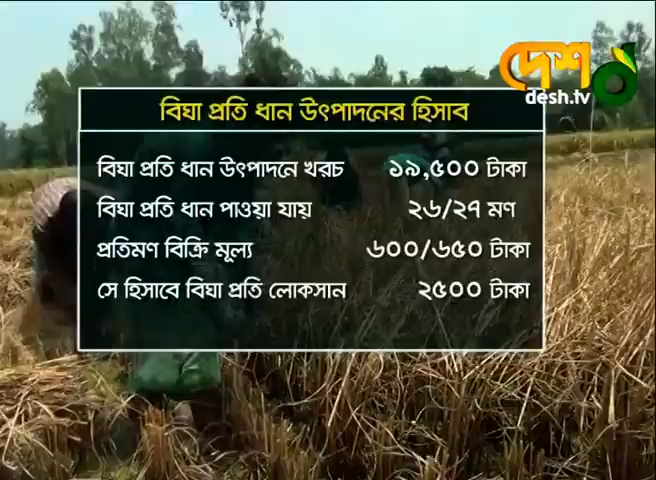 দেশ
desh.tv
বিঘা প্রতি ধান উৎপাদনের হিসাব
বিঘা প্রতি ধান উৎপাদনে খরচ ১৯,৫০০ টাকা
বিঘা প্রতি ধান পাওয়া যায় ২৬/২৭ মণ
প্রতিমণ বিক্রি মূল্য ৬০০/৬৫০ টাকা
সে হিসাবে বিঘা প্রতি লোকসান ২৫০০ টাকা